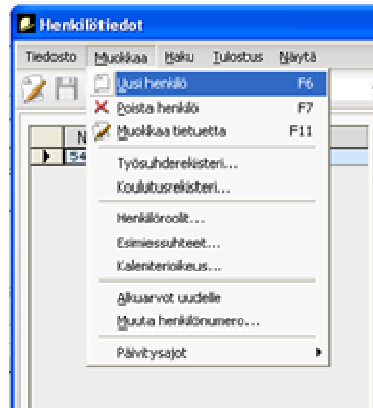 Henkilötiedot
Tiedosto Muokkaa Haku Tulostus Näytä
Uusi henkilö F6
Poista henkilö F7
Muokkaa tietuetta F11
N
54
Työsuhderekisteri...
Koulutusrekisteri...
Henkilöroolit...
Esimiessuhteet...
Kalenterioikeus...
Alkuarvot uudelle
Muuta henkilönumero...
Päivitysajot